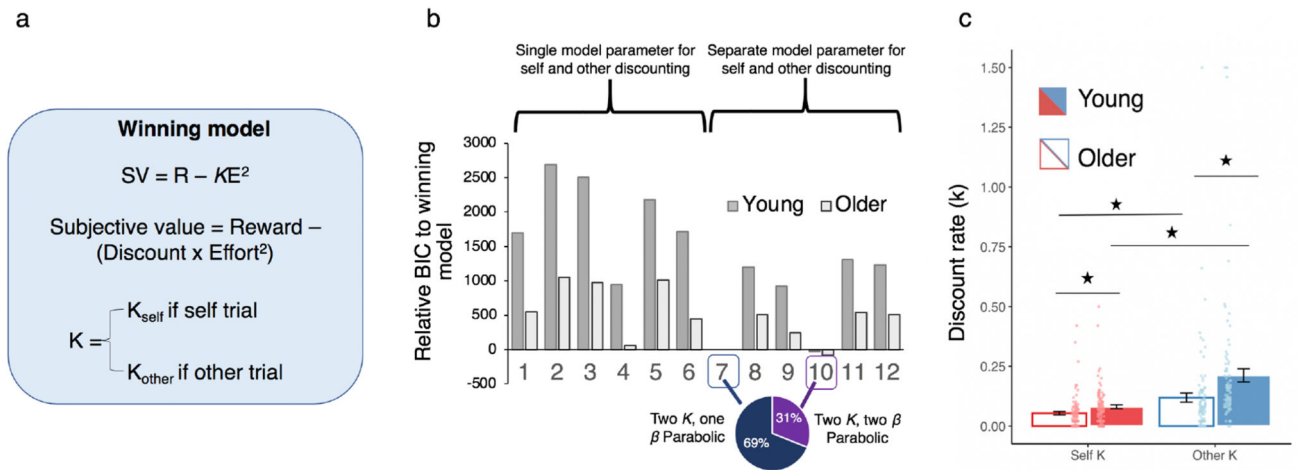 a
Winning model
SV = R – KE²
Subjective value = Reward –
(Discount x Effort²)
K =
K_self if self trial
K_other if other trial
b
Single model parameter for
self and other discounting
Separate model parameter for
self and other discounting
Relative BIC to winning
model
3000
2500
2000
1500
1000
500
0
-500
Young
Older
1 2 3 4 5 6 7 8 9 10 11 12
Two K, one
β Parabolic
69%
31%
Two K, two β
Parabolic
c
Discount rate (k)
1.50
1.25
1.00
0.75
0.50
0.25
0.00
Young
Older
★
★
★
★
Self K
Other K